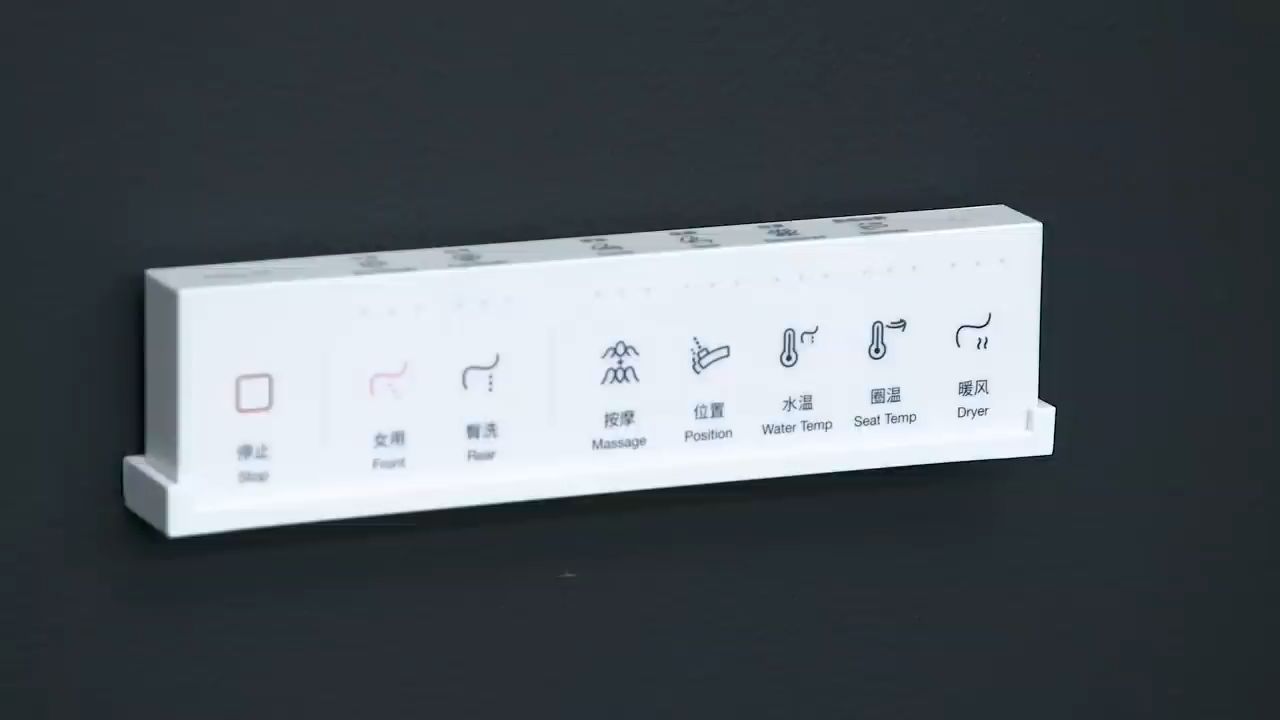 停止
Stop
女用
Front
臀洗
Rear
按摩
Massage
位置
Position
水温
Water Temp
圈温
Seat Temp
暖风
Dryer